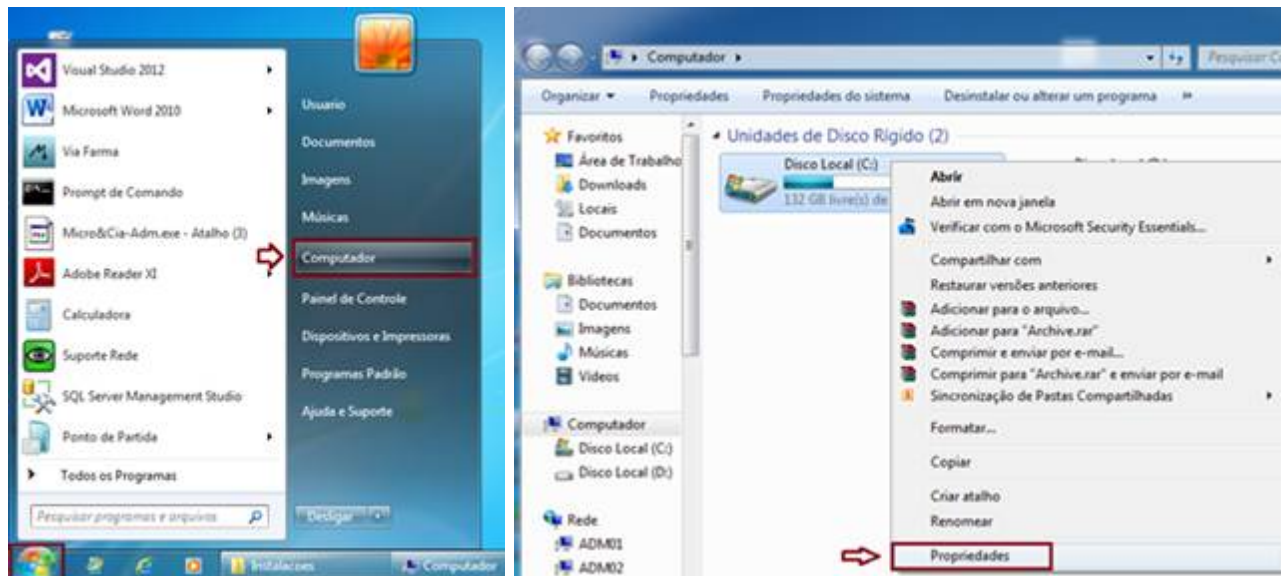 Visual Studio 2012
Microsoft Word 2010
Via Farma
Prompt de Comando
Micro&Cia-Adm.exe - Atalho (3)
Adobe Reader XI
Calculadora
Suporte Rede
SQL Server Management Studio
Ponto de Partida
Todos os Programas
Pesquisar programas e arquivos
Usuario
Documentos
Imagens
Músicas
Computador
Painel de Controle
Dispositivos e Impressoras
Programas Padrão
Ajuda e Suporte
Desligar
Instalacoes
Computador
Computador
Pesquisar
Organizar
Propriedades
Propriedades do sistema
Desinstalar ou alterar um programa
Favoritos
Área de Trabalho
Downloads
Locais
Documentos
Bibliotecas
Documentos
Imagens
Músicas
Vídeos
Computador
Disco Local (C:)
Disco Local (D:)
Rede
ADM01
ADM02
Unidades de Disco Rígido (2)
Disco Local (C:)
132 GB livre(s) de
Abrir
Abrir em nova janela
Verificar com o Microsoft Security Essentials...
Compartilhar com
Restaurar versões anteriores
Adicionar para o arquivo...
Adicionar para "Archive.rar"
Comprimir e enviar por e-mail...
Comprimir para "Archive.rar" e enviar por e-mail
Sincronização de Pastas Compartilhadas
Formatar...
Copiar
Criar atalho
Renomear
Propriedades